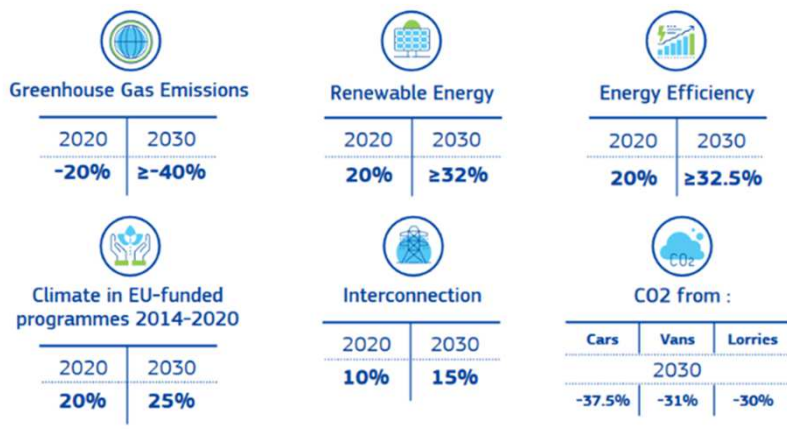 Greenhouse Gas Emissions
2020 2030
-20% ≥-40%
Renewable Energy
2020 2030
20% ≥32%
Energy Efficiency
2020 2030
20% ≥32.5%
Climate in EU-funded
programmes 2014-2020
2020 2030
20% 25%
Interconnection
2020 2030
10% 15%
CO2
CO2 from :
Cars Vans Lorries
2030
-37.5% -31% -30%